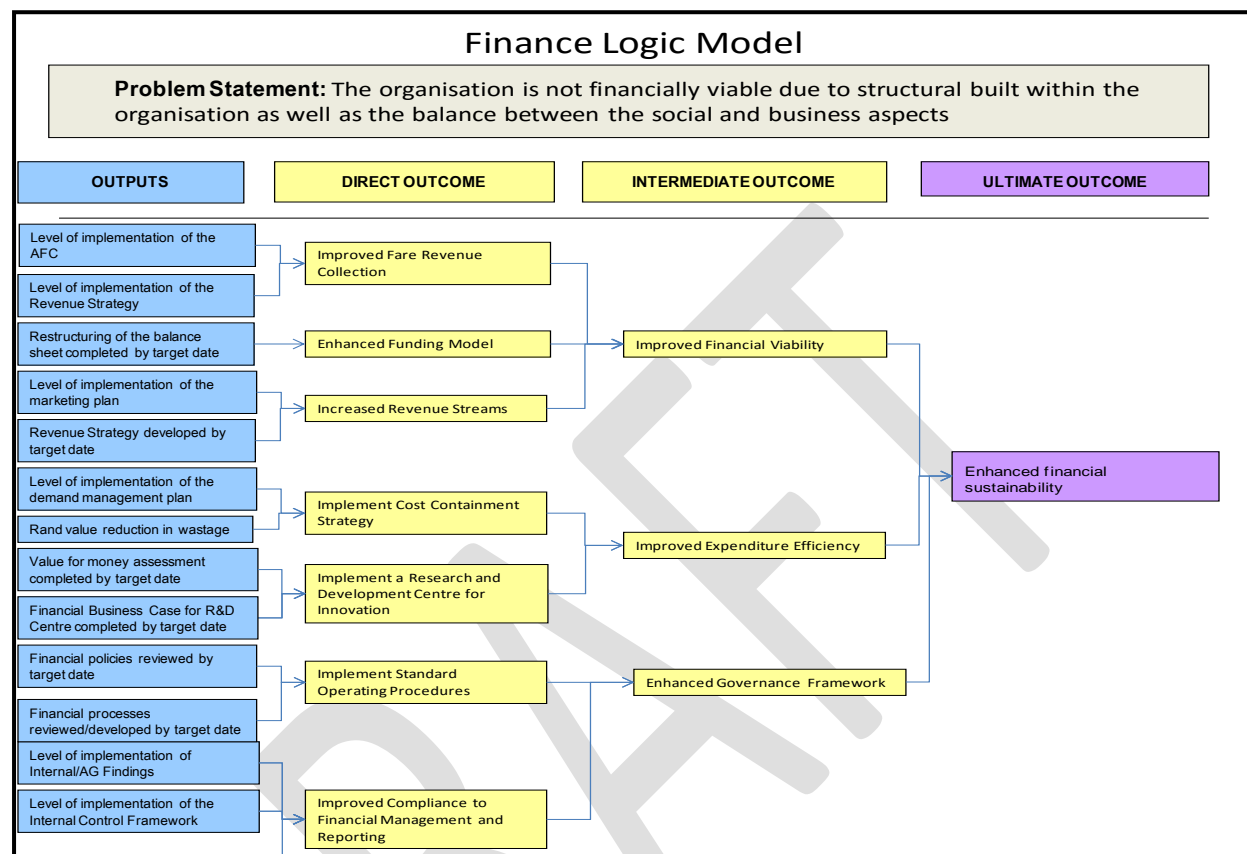 Finance Logic Model
Problem Statement: The organisation is not financially viable due to structural built within the
organisation as well as the balance between the social and business aspects
OUTPUTS
DIRECT OUTCOME
INTERMEDIATE OUTCOME
ULTIMATE OUTCOME
Level of implementation of the
AFC
Level of implementation of the
Revenue Strategy
Restructuring of the balance
sheet completed by target date
Level of implementation of the
marketing plan
Revenue Strategy developed by
target date
Level of implementation of the
demand management plan
Rand value reduction in wastage
Value for money assessment
completed by target date
Financial Business Case for R&D
Centre completed by target date
Financial policies reviewed by
target date
Financial processes
reviewed/developed by target date
Level of implementation of
Internal/AG Findings
Level of implementation of the
Internal Control Framework
Improved Fare Revenue
Collection
Enhanced Funding Model
Increased Revenue Streams
Implement Cost Containment
Strategy
Implement a Research and
Development Centre for
Innovation
Implement Standard
Operating Procedures
Improved Compliance to
Financial Management and
Reporting
Improved Financial Viability
Improved Expenditure Efficiency
Enhanced Governance Framework
Enhanced financial
sustainability
DRAFT